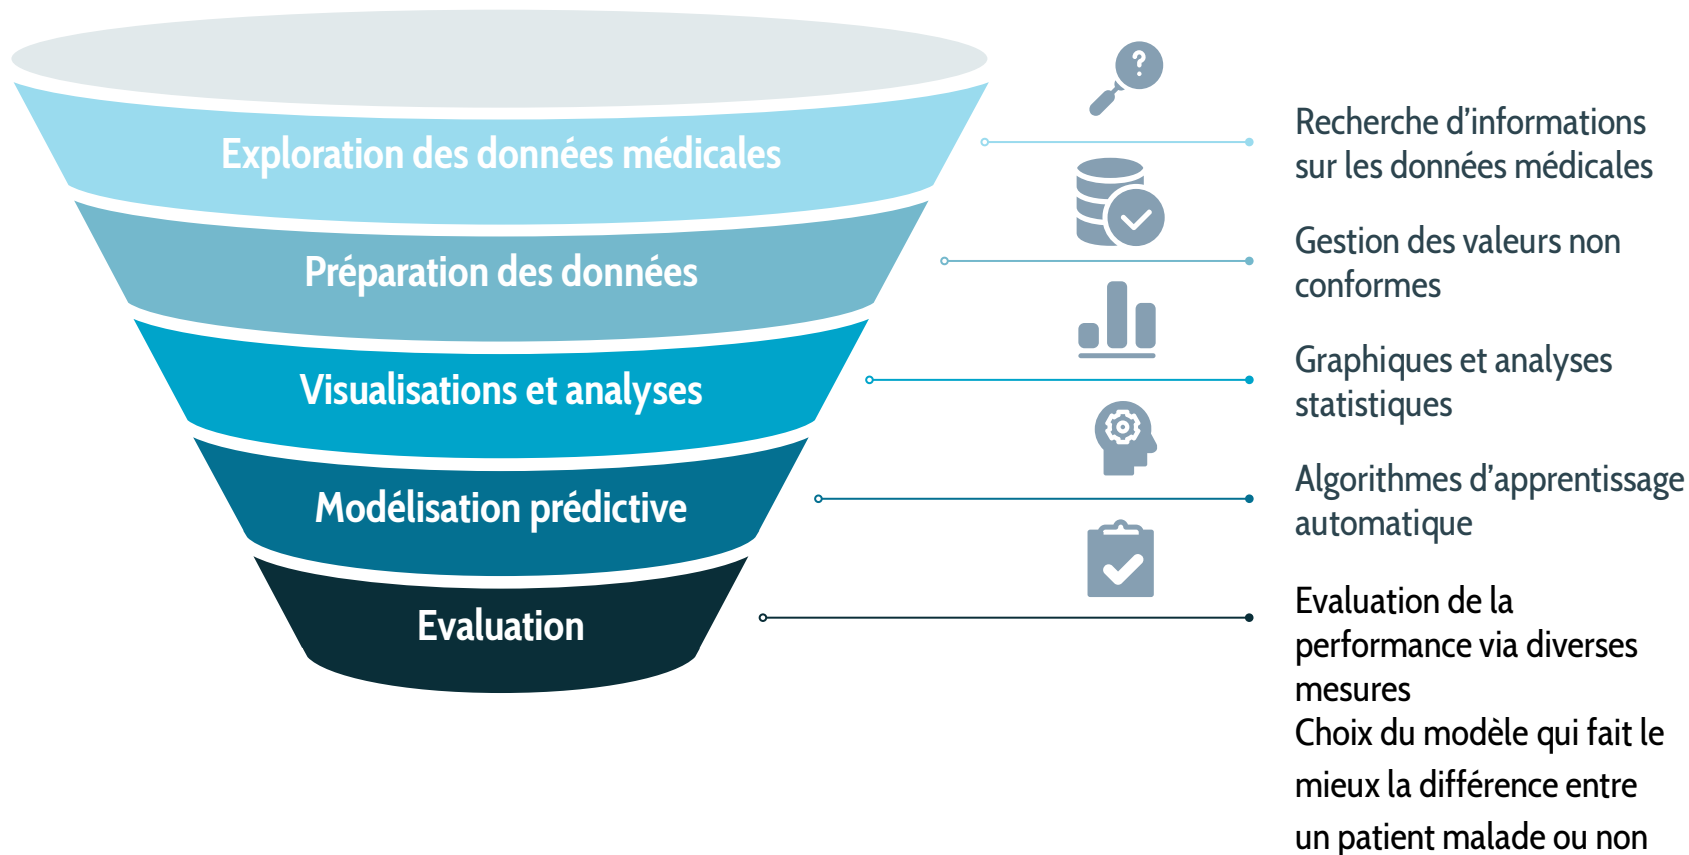 Exploration des données médicales
Recherche d'informations
sur les données médicales
Préparation des données
Gestion des valeurs non
conformes
Visualisations et analyses
Graphiques et analyses
statistiques
Modélisation prédictive
Algorithmes d'apprentissage
automatique
Evaluation
Evaluation de la
performance via diverses
mesures
Choix du modèle qui fait le
mieux la différence entre
un patient malade ou non
?